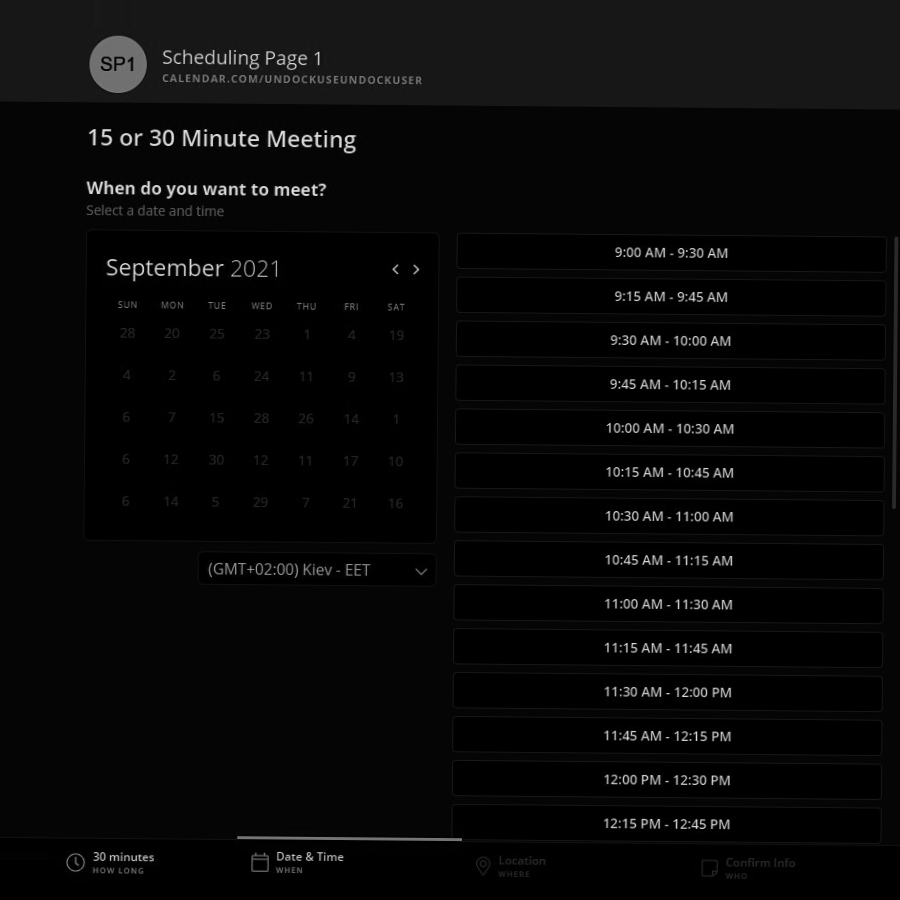 SP1
Scheduling Page 1
CALENDAR.COM/UNDOCKUSEUNDOCKUSER
15 or 30 Minute Meeting
When do you want to meet?
Select a date and time
September 2021
SUN MON TUE WED THU FRI SAT
28 20 25 23 1 4 19
4 2 6 24 11 9 13
6 7 15 28 26 14 1
6 12 30 12 11 17 10
6 14 5 29 7 21 16
(GMT+02:00) Kiev - EET
9:00 AM - 9:30 AM
9:15 AM - 9:45 AM
9:30 AM - 10:00 AM
9:45 AM - 10:15 AM
10:00 AM - 10:30 AM
10:15 AM - 10:45 AM
10:30 AM - 11:00 AM
10:45 AM - 11:15 AM
11:00 AM - 11:30 AM
11:15 AM - 11:45 AM
11:30 AM - 12:00 PM
11:45 AM - 12:15 PM
12:00 PM - 12:30 PM
12:15 PM - 12:45 PM
30 minutes
HOW LONG
Date & Time
WHEN
Location
WHERE
Confirm Info
WHO